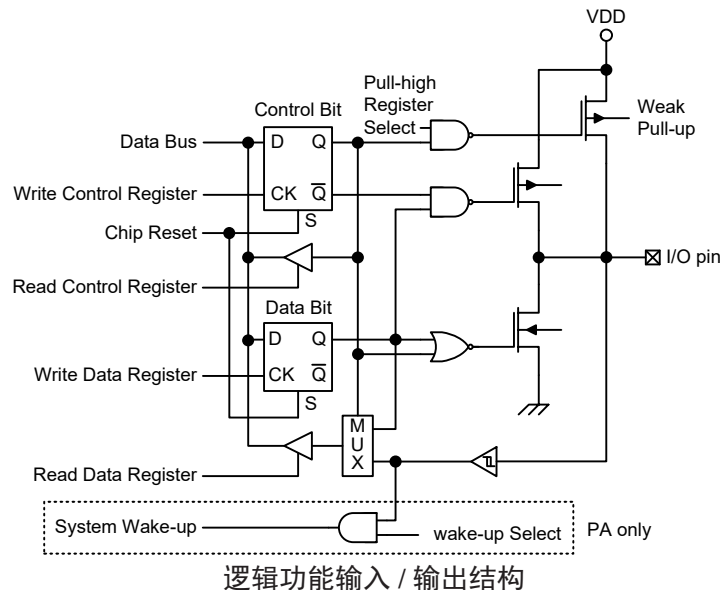 VDD
Pull-high
Register
Select
Weak
Pull-up
Control Bit
Data Bus
D
Q
Write Control Register
CK
Q
S
Chip Reset
I/O pin
Read Control Register
Data Bit
D
Q
Write Data Register
CK
Q
S
M
U
X
Read Data Register
System Wake-up
wake-up Select
PA only
逻辑功能输入 / 输出结构